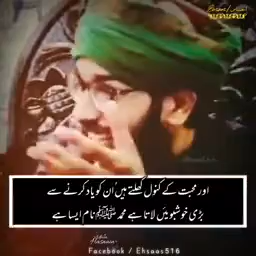 اور محبت کے کنول کھلتے ہیں اُن کو یاد کرنے سے
بڑی خوشبوئیں لاتا ہے محمد ﷺ نام ایسا ہے
Facebook / Ehsaas516